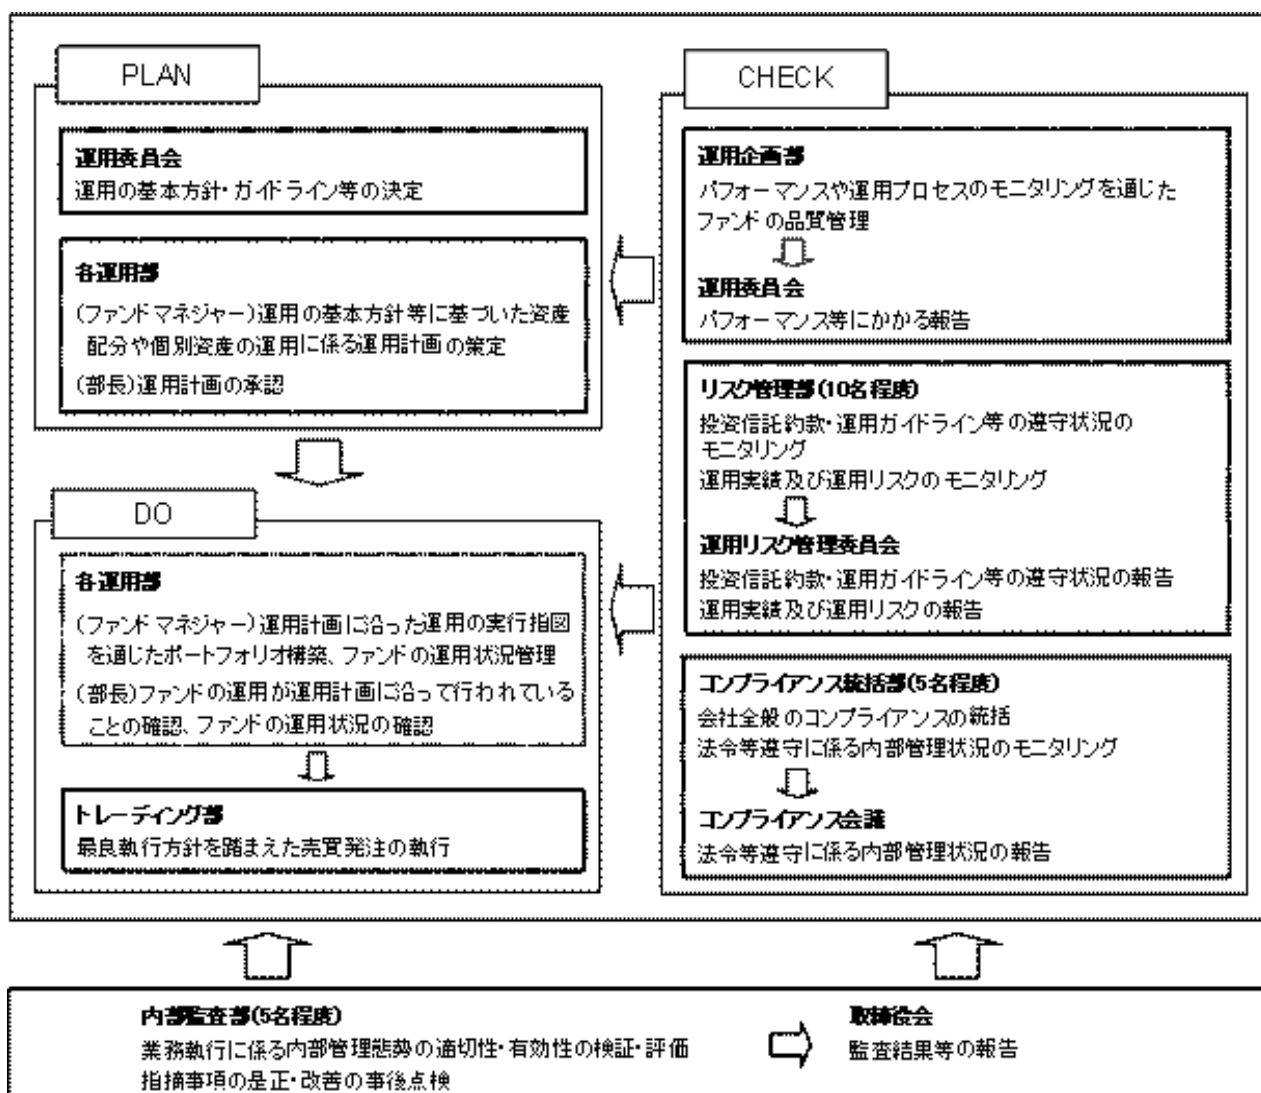 PLAN
運用委員会
運用の基本方針・ガイドライン等の決定
各運用部
(ファンドマネジャー)運用の基本方針等に基づいた資産
配分や個別資産の運用に係る運用計画の策定
(部長)運用計画の承認
DO
各運用部
(ファンドマネジャー)運用計画に沿った運用の実行指図
を通じたポートフォリオ構築、ファンドの運用状況管理
(部長)ファンドの運用が運用計画に沿って行われている
ことの確認、ファンドの運用状況の確認
トレーディング部
最良執行方針を踏まえた売買発注の執行
CHECK
運用企画部
パフォーマンスや運用プロセスのモニタリングを通じた
ファンドの品質管理
運用委員会
パフォーマンス等にかかる報告
リスク管理部(10名程度)
投資信託約款・運用ガイドライン等の遵守状況の
モニタリング
運用実績及び運用リスクのモニタリング
運用リスク管理委員会
投資信託約款・運用ガイドライン等の遵守状況の報告
運用実績及び運用リスクの報告
コンプライアンス統括部(5名程度)
会社全般のコンプライアンスの統括
法令等遵守に係る内部管理状況のモニタリング
コンプライアンス会議
法令等遵守に係る内部管理状況の報告
内部監査部(5名程度)
業務執行に係る内部管理態勢の適切性・有効性の検証・評価
指摘事項の是正・改善の事後点検
取締役会
監査結果等の報告